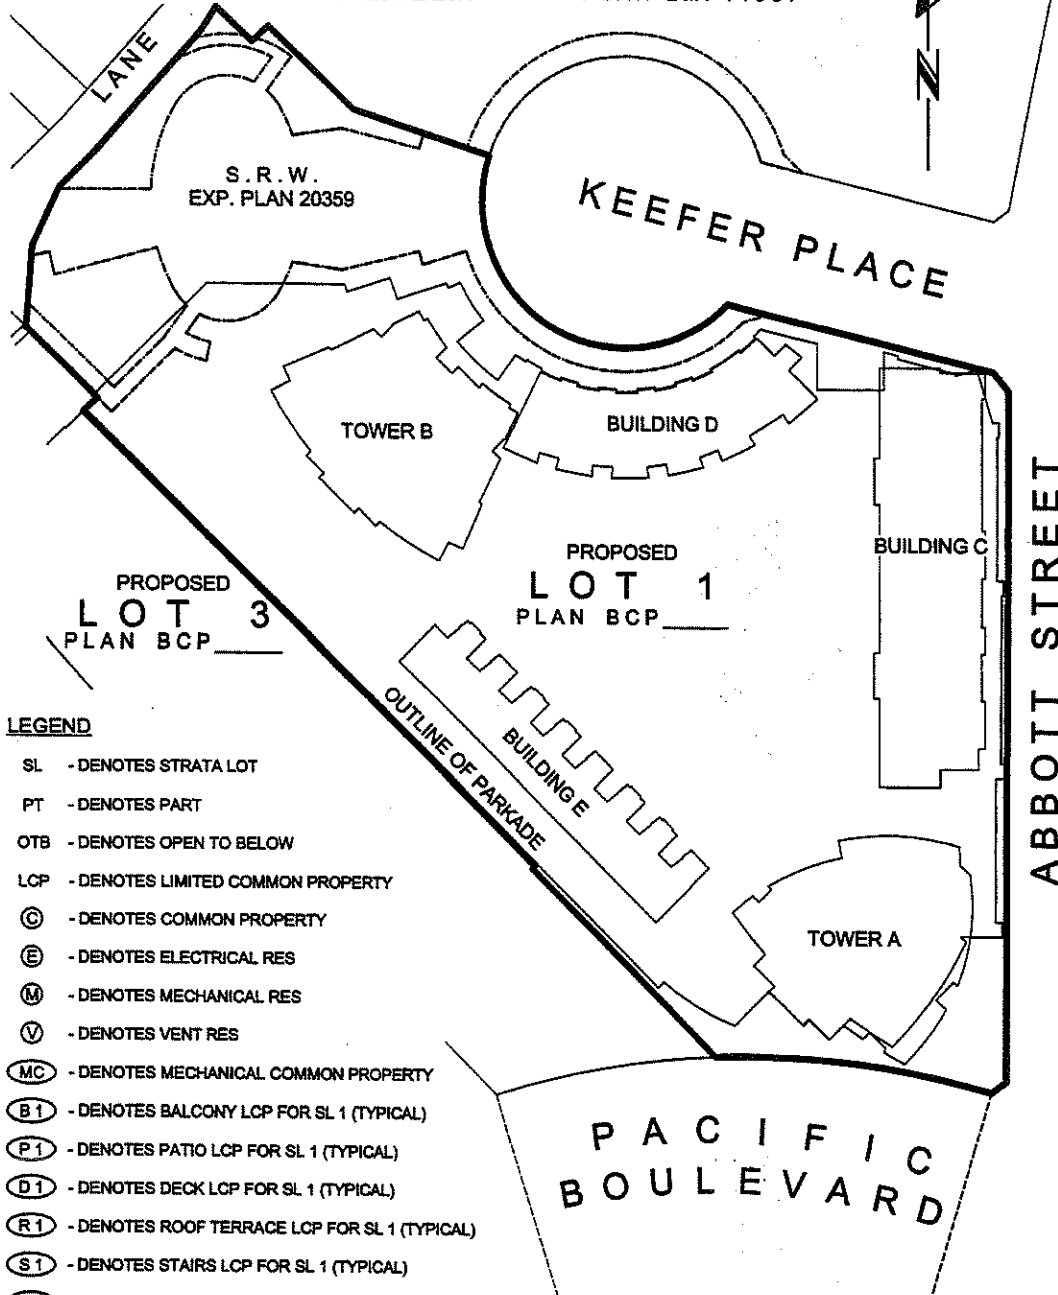 LANE
N
S.R.W.
EXP. PLAN 20359
KEEFER PLACE
TOWER B
BUILDING D
BUILDING C
ABBOTT STREET
PROPOSED
LOT 1
PLAN BCP
PROPOSED
LOT 3
PLAN BCP
OUTLINE OF PARKADE
BUILDING E
TOWER A
PACIFIC
BOULEVARD
LEGEND
SL - DENOTES STRATA LOT
PT - DENOTES PART
OTB - DENOTES OPEN TO BELOW
LCP - DENOTES LIMITED COMMON PROPERTY
C - DENOTES COMMON PROPERTY
E - DENOTES ELECTRICAL RES
M - DENOTES MECHANICAL RES
V - DENOTES VENT RES
MC - DENOTES MECHANICAL COMMON PROPERTY
B1 - DENOTES BALCONY LCP FOR SL 1 (TYPICAL)
P1 - DENOTES PATIO LCP FOR SL 1 (TYPICAL)
D1 - DENOTES DECK LCP FOR SL 1 (TYPICAL)
R1 - DENOTES ROOF TERRACE LCP FOR SL 1 (TYPICAL)
S1 - DENOTES STAIRS LCP FOR SL 1 (TYPICAL)